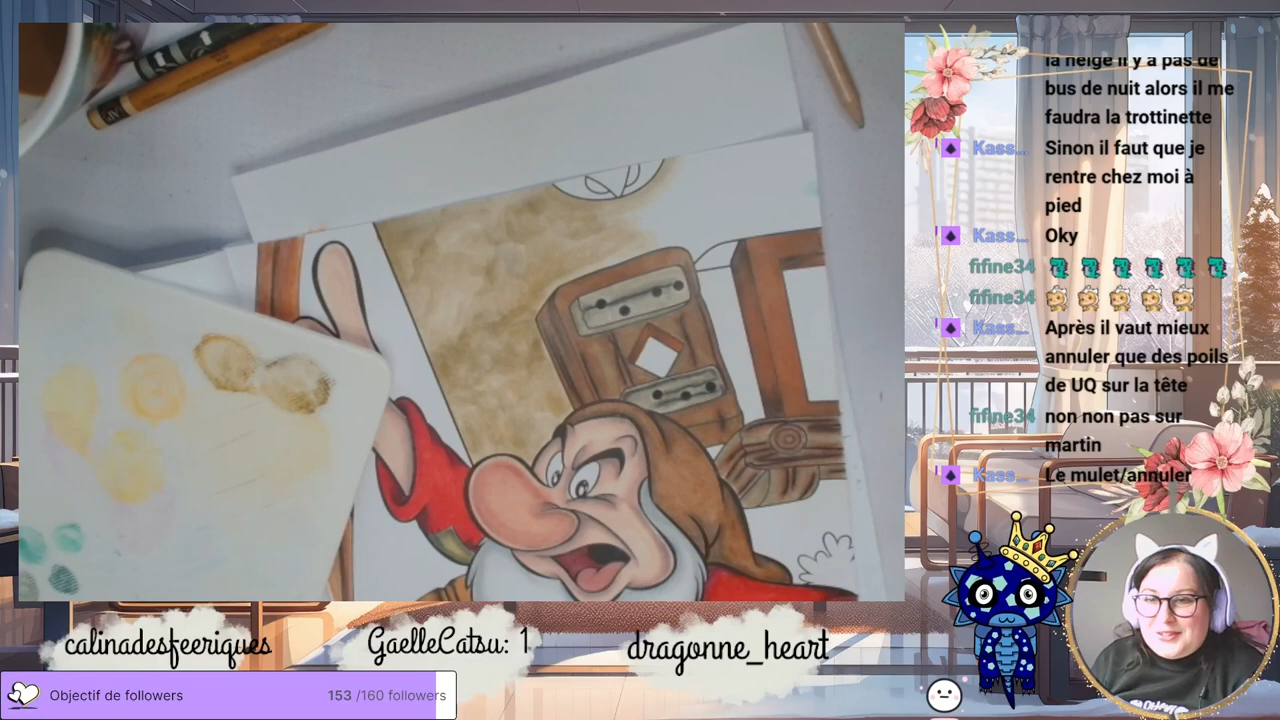 la neige il y a pas de
bus de nuit alors il me
faudra la trottinette
Kass... Sinon il faut que je
rentre chez moi à
pied
Kass... Oky
fifine34
fifine34
Kass... Après il vaut mieux
annuler que des poils
de UQ sur la tête
fifine34 non non pas sur
martin
Kass... Le mulet/annuler
calinadesfeeriques
GaelleCatsu: 1
dragonne_heart
Objectif de followers
153 /160 followers